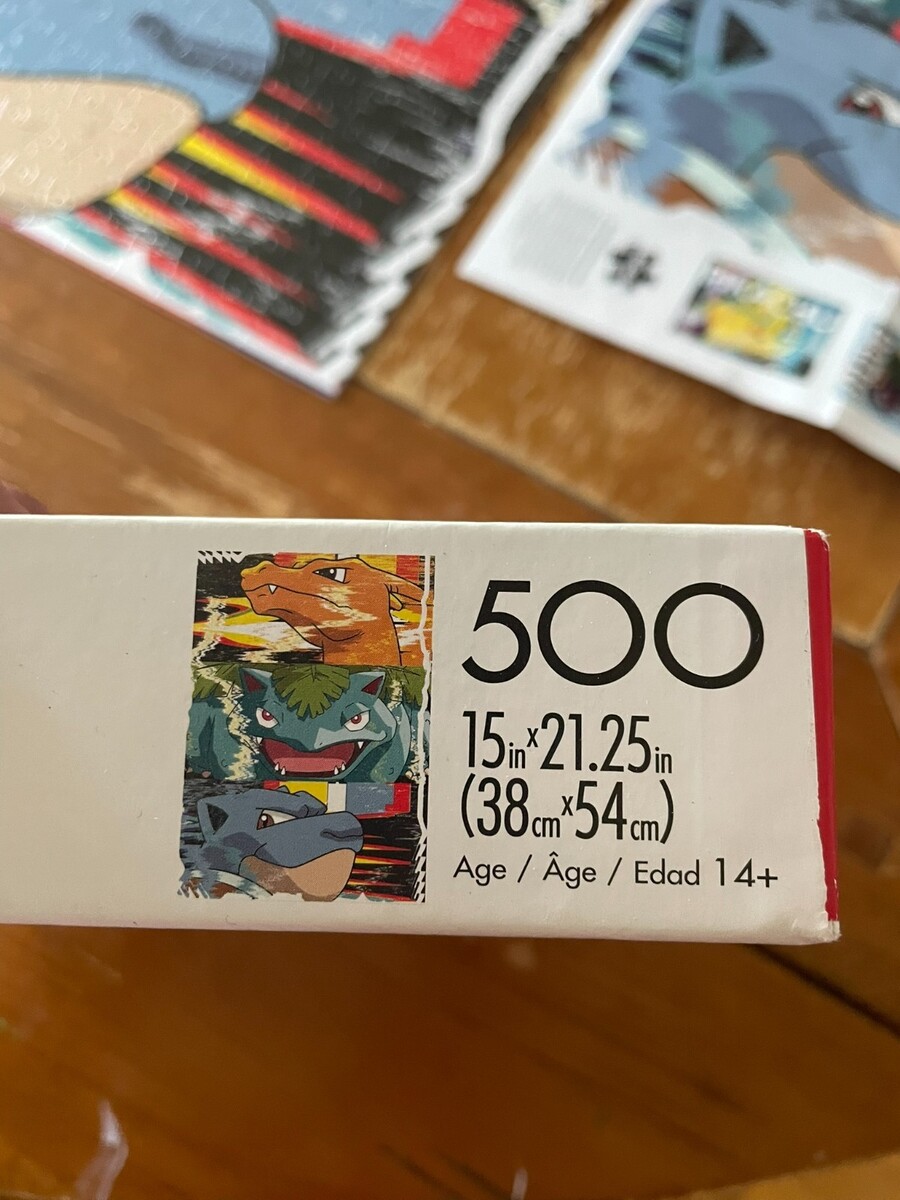 500
15in x 21.25in
(38cm x 54cm)
Age / Âge / Edad 14+